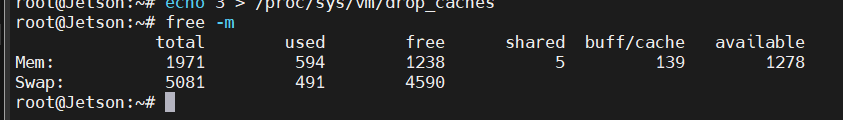 root@Jetson:~# echo 3 > /proc/sys/vm/drop_caches
root@Jetson:~# free -m
              total        used        free      shared  buff/cache   available
Mem:           1971         594        1238           5         139        1278
Swap:          5081         491        4590
root@Jetson:~#